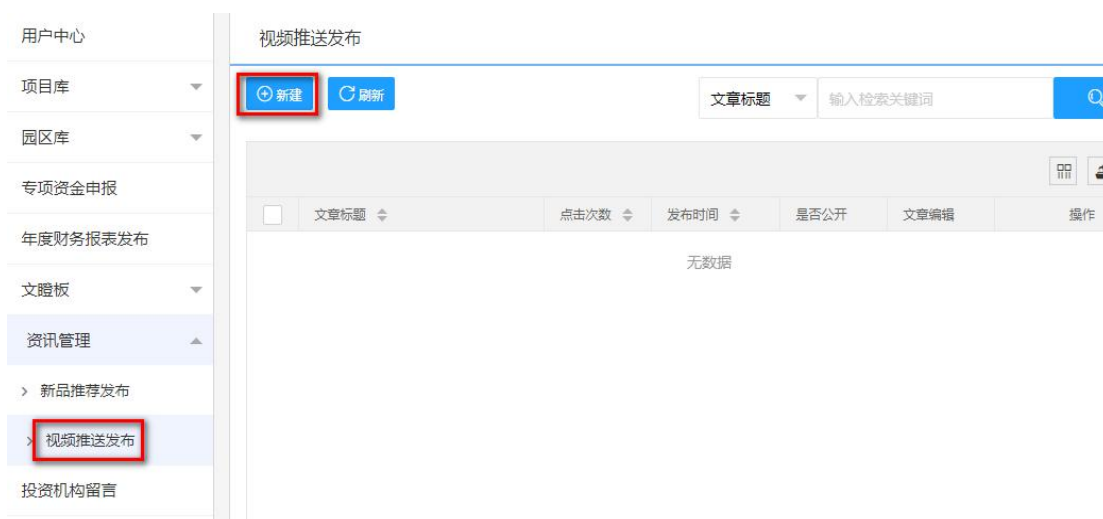 用户中心
项目库
园区库
专项资金申报
年度财务报表发布
文瞪板
资讯管理
> 新品推荐发布
> 视频推送发布
投资机构留言
视频推送发布
新建 刷新 文章标题 输入检索关键词
文章标题 点击次数 发布时间 是否公开 文章编辑 操作
无数据